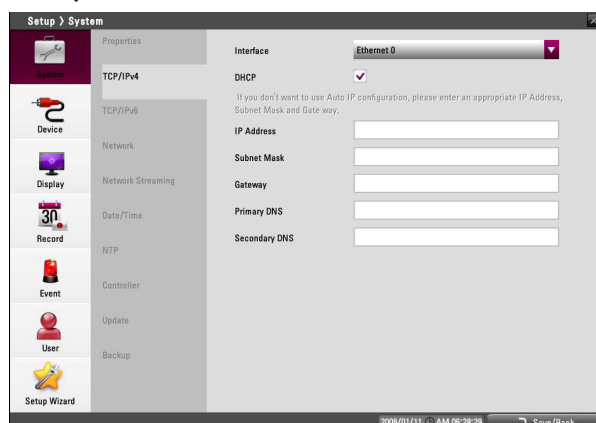 Setup > System
System
Device
Display
30
Record
Event
User
Setup Wizard
Properties
TCP/IPv4
TCP/IPv6
Network
Network Streaming
Date/Time
NTP
Controller
Update
Backup
Interface
Ethernet 0
DHCP
If you don't want to use Auto IP configuration, please enter an appropriate IP Address,
Subnet Mask and Gate way.
IP Address
Subnet Mask
Gateway
Primary DNS
Secondary DNS
2008/01/11 AM 06:28:29
Save/Back